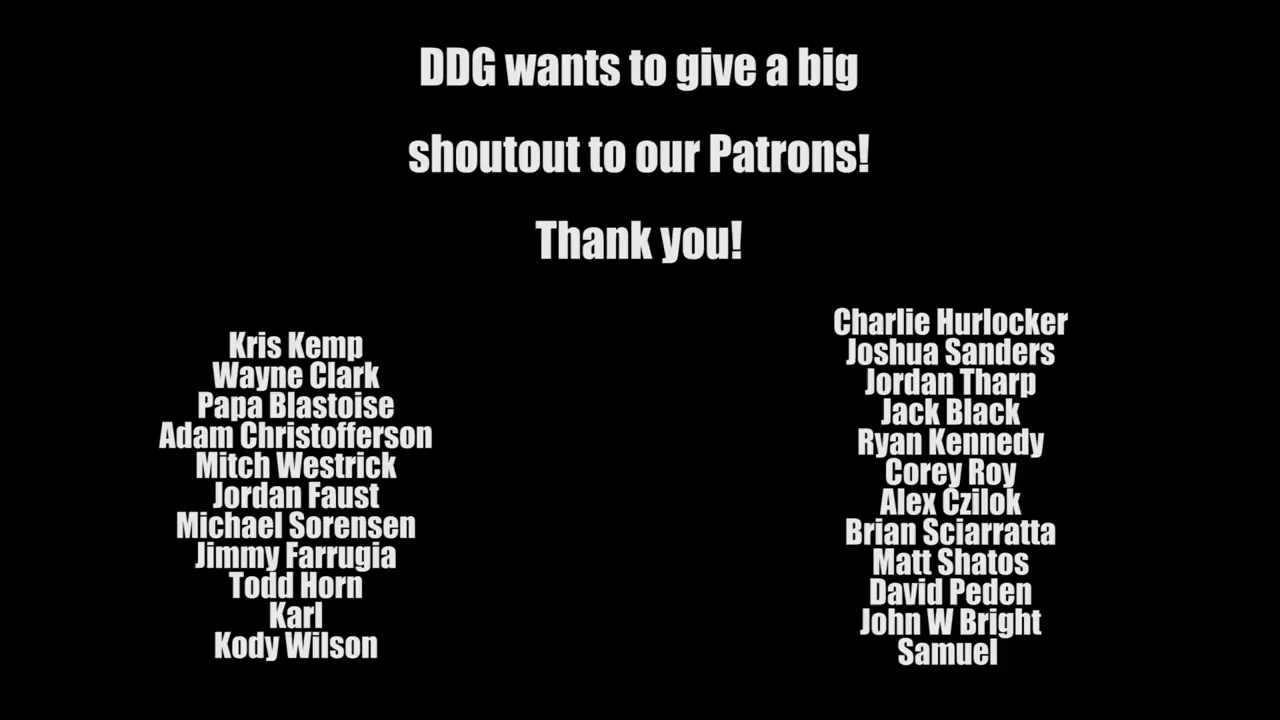 DDG wants to give a big
shoutout to our Patrons!
Thank you!
Kris Kemp
Wayne Clark
Papa Blastoise
Adam Christofferson
Mitch Westrick
Jordan Faust
Michael Sorensen
Jimmy Farrugia
Todd Horn
Karl
Kody Wilson
Charlie Hurlocker
Joshua Sanders
Jordan Tharp
Jack Black
Ryan Kennedy
Corey Roy
Alex Czilok
Brian Sciarratta
Matt Shatos
David Peden
John W Bright
Samuel